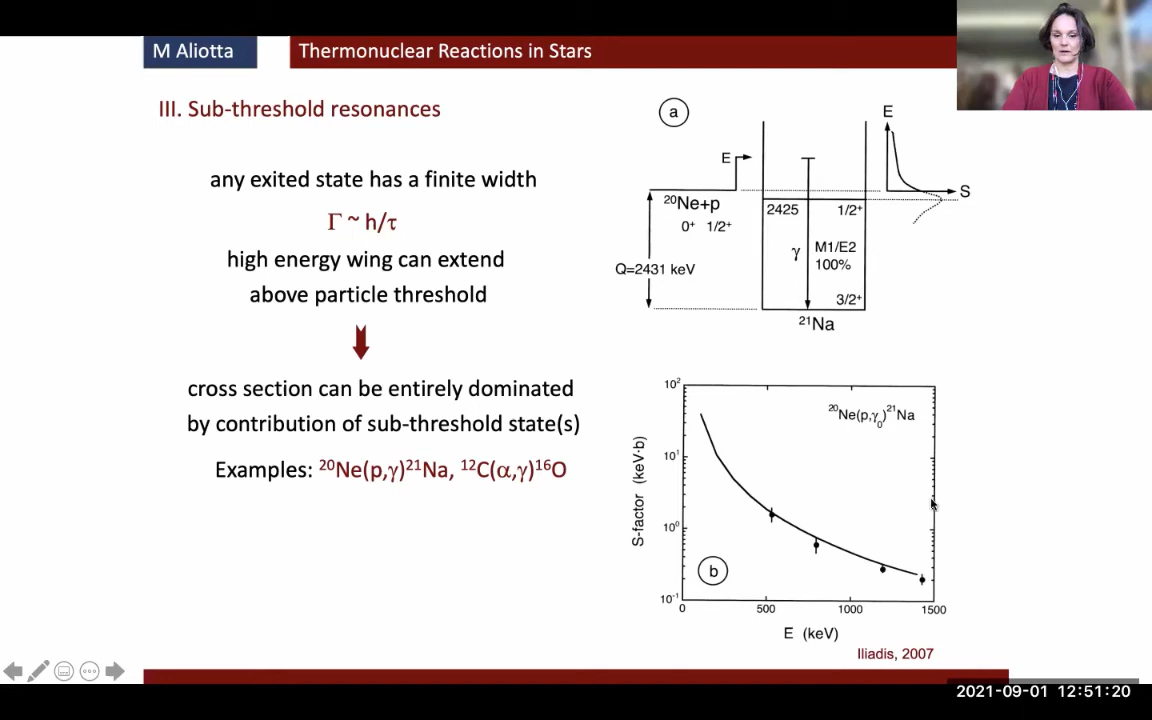 M Aliotta
Thermonuclear Reactions in Stars
III. Sub-threshold resonances
any exited state has a finite width
Γ ~ h/τ
high energy wing can extend
above particle threshold
cross section can be entirely dominated
by contribution of sub-threshold state(s)
Examples: ²⁰Ne(p,γ)²¹Na, ¹²C(α,γ)¹⁶O
a
E
E
S
²⁰Ne+p
0⁺ 1/2⁺
2425 1/2⁺
γ
M1/E2
100%
Q=2431 keV
3/2⁺
²¹Na
10²
10¹
10⁰
10⁻¹
S-factor (keV·b)
²⁰Ne(p,γ₀)²¹Na
b
0 500 1000 1500
E (keV)
Iliadis, 2007
2021-09-01 12:51:20